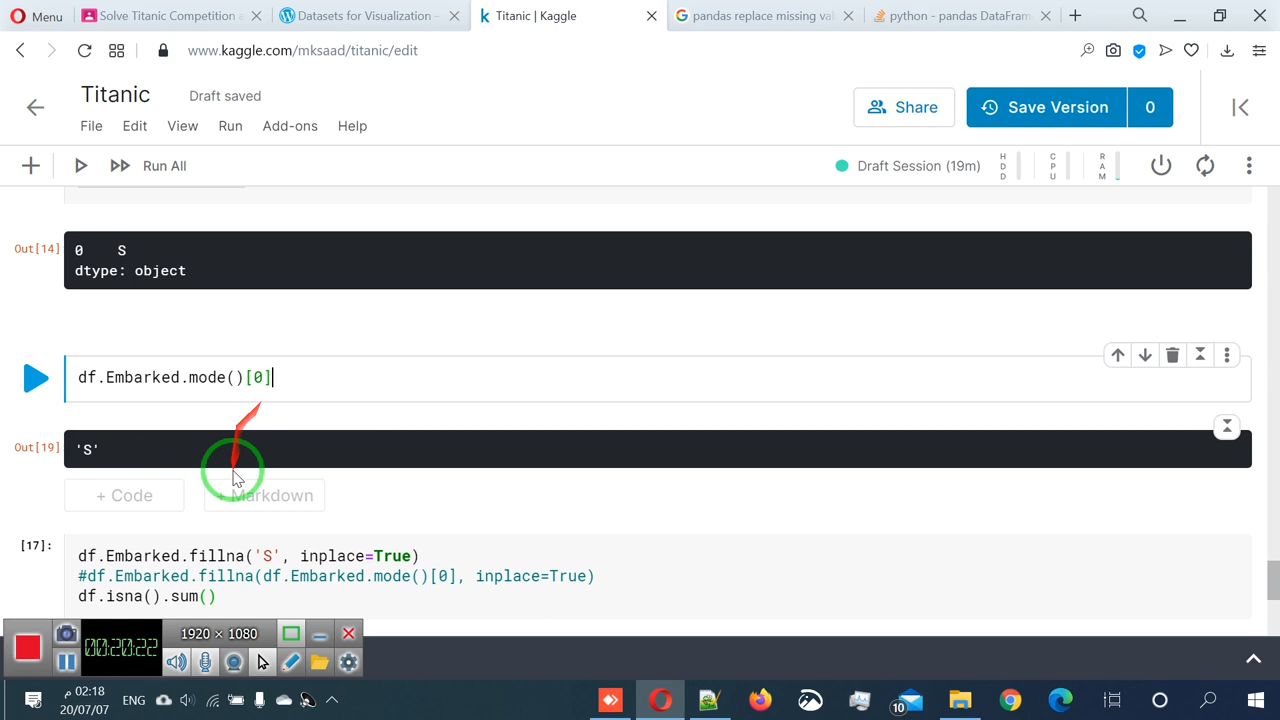 Menu
Solve Titanic Competition a
Datasets for Visualization –
Titanic | Kaggle
pandas replace missing val
python - pandas DataFram
www.kaggle.com/mksaad/titanic/edit
Titanic
Draft saved
Share
Save Version
0
File
Edit
View
Run
Add-ons
Help
Run All
Draft Session (19m)
HDD
CPU
RAM
Out[14]
0 S
dtype: object
df.Embarked.mode()[0]
Out[19]
'S'
+ Code
+ Markdown
[17]:
df.Embarked.fillna('S', inplace=True)
#df.Embarked.fillna(df.Embarked.mode()[0], inplace=True)
df.isna().sum()
00:20:22
1920 × 1080
ENG
02:18 م
20/07/07
10